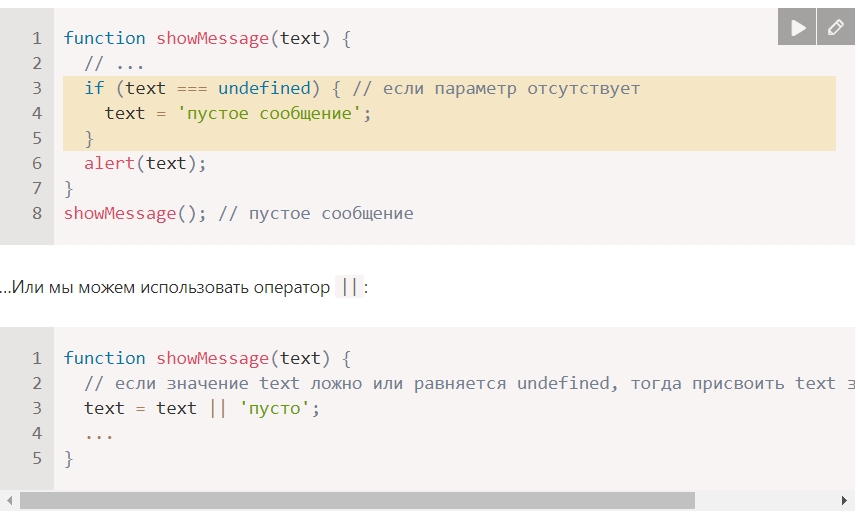 1 function showMessage(text) {
2 // ...
3 if (text === undefined) { // если параметр отсутствует
4 text = 'пустое сообщение';
5 }
6 alert(text);
7 }
8 showMessage(); // пустое сообщение
...Или мы можем использовать оператор ||:
1 function showMessage(text) {
2 // если значение text ложно или равняется undefined, тогда присвоить text
3 text = text || 'пусто';
4 ...
5 }